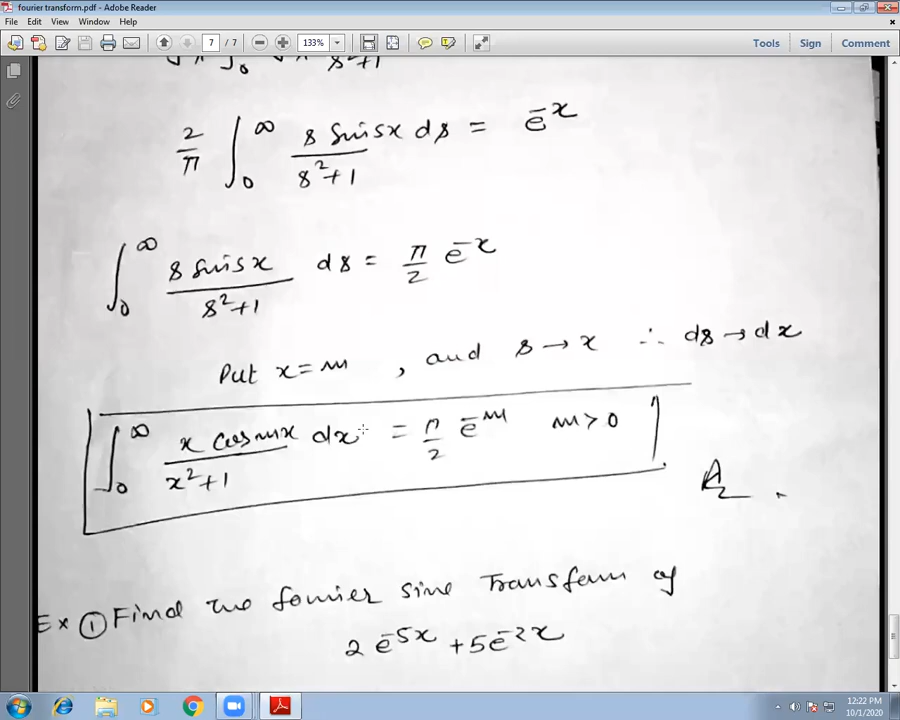 fourier transform.pdf - Adobe Reader
File Edit View Window Help
7 / 7 133% Tools Sign Comment
s²+1
2/π ∫₀^∞ s sin sx / s²+1 ds = e^-x
∫₀^∞ s sin sx / s²+1 ds = π/2 e^-x
Put x = m , and s → x ∴ ds → dx
∫₀^∞ x cos mx / x²+1 dx = π/2 e^-m m > 0
Ex ① Find the fourier sine Transform of
2 e^-5x + 5 e^-2x
12:22 PM
10/1/2020